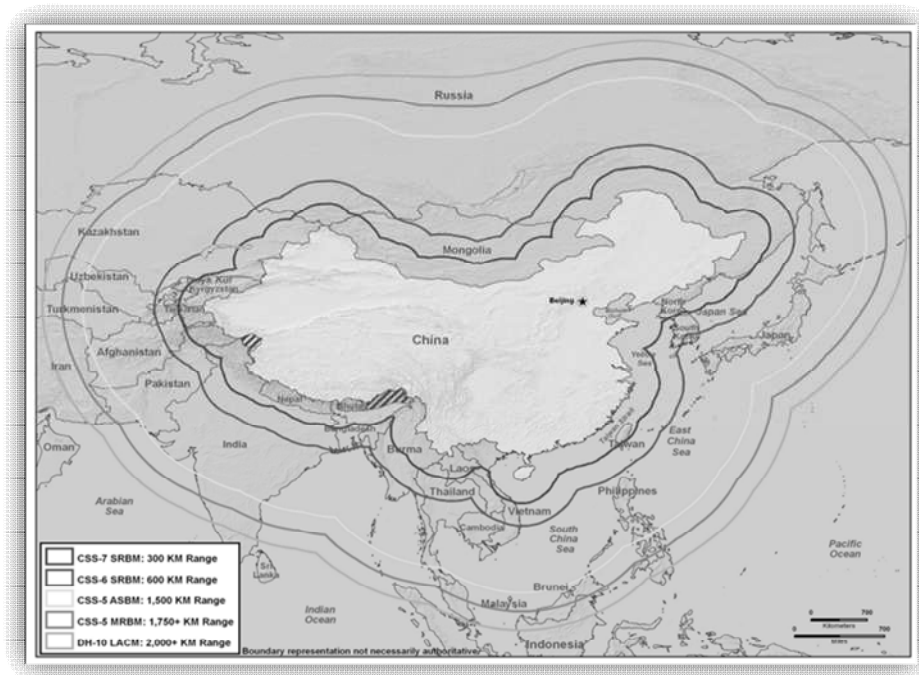 Russia
Kazakhstan
Mongolia
Uzbekistan
Kyrgyzstan
Turkmenistan
Beijing
North
Korea
Japan Sea
South
Japan
China
Afghanistan
Iran
Yellow
Sea
Pakistan
Nepal
India
Burma
Taiwan
East
China
Sea
Oman
Laos
Thailand
Vietnam
Philippines
Arabian
Sea
Cambodia
South
China
Sea
Pacific
Ocean
Sri
Lanka
Brunei
Malaysia
Indian
Ocean
Indonesia
CSS-7 SRBM: 300 KM Range
CSS-6 SRBM: 600 KM Range
CSS-5 ASBM: 1,500 KM Range
CSS-5 MRBM: 1,750+ KM Range
DH-10 LACM: 2,000+ KM Range
Boundary representation not necessarily authoritative.
0 700
Kilometers
0 700
Miles